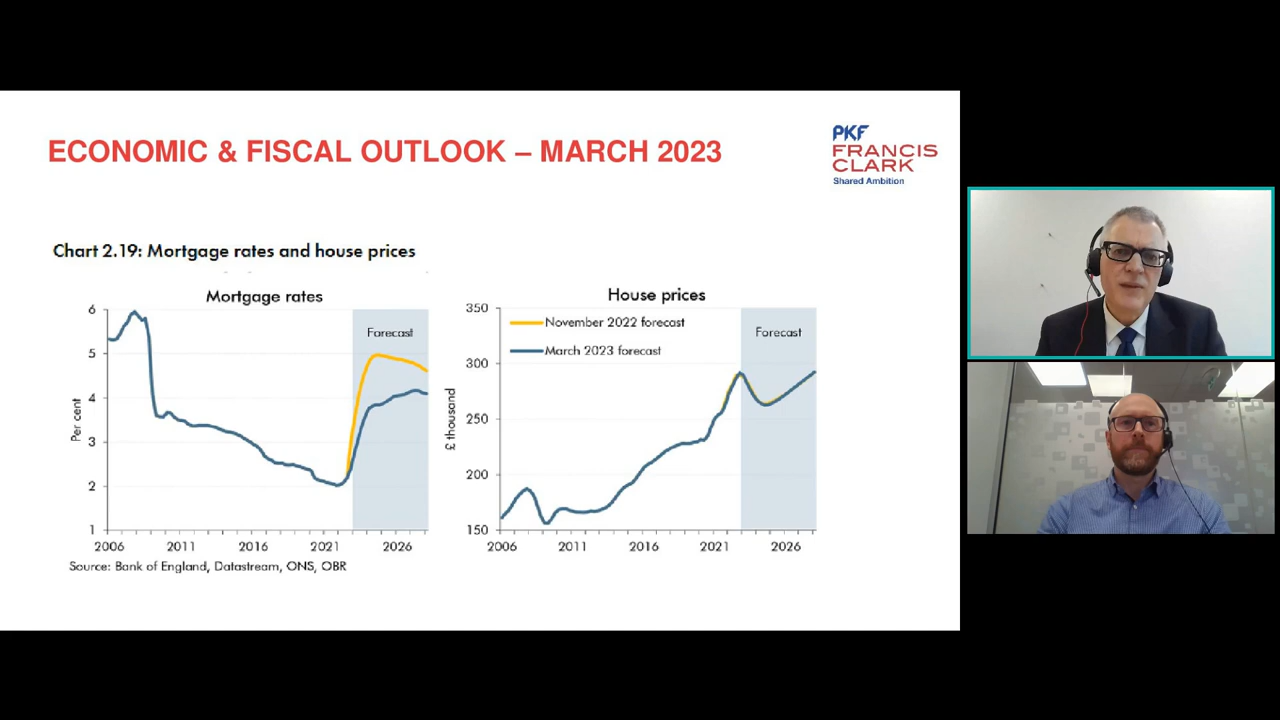 ECONOMIC & FISCAL OUTLOOK – MARCH 2023
PKF
FRANCIS
CLARK
Shared Ambition
Chart 2.19: Mortgage rates and house prices
Mortgage rates
6
5
4
3
2
1
Per cent
Forecast
2006 2011 2016 2021 2026
House prices
350
300
250
200
150
£ thousand
November 2022 forecast
March 2023 forecast
Forecast
2006 2011 2016 2021 2026
Source: Bank of England, Datastream, ONS, OBR